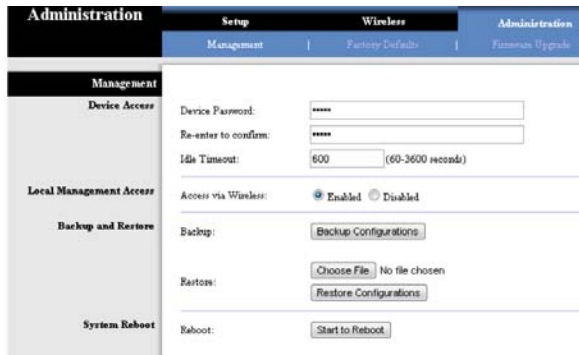 Administration
Setup Wireless Administration
Management | Factory Defaults | Firmware Upgrade
Management
Device Access
Device Password: •••••
Re-enter to confirm: •••••
Idle Timeout: 600 (60-3600 seconds)
Local Management Access
Access via Wireless: Enabled Disabled
Backup and Restore
Backup: Backup Configurations
Restore: Choose File No file chosen
Restore Configurations
System Reboot
Reboot: Start to Reboot